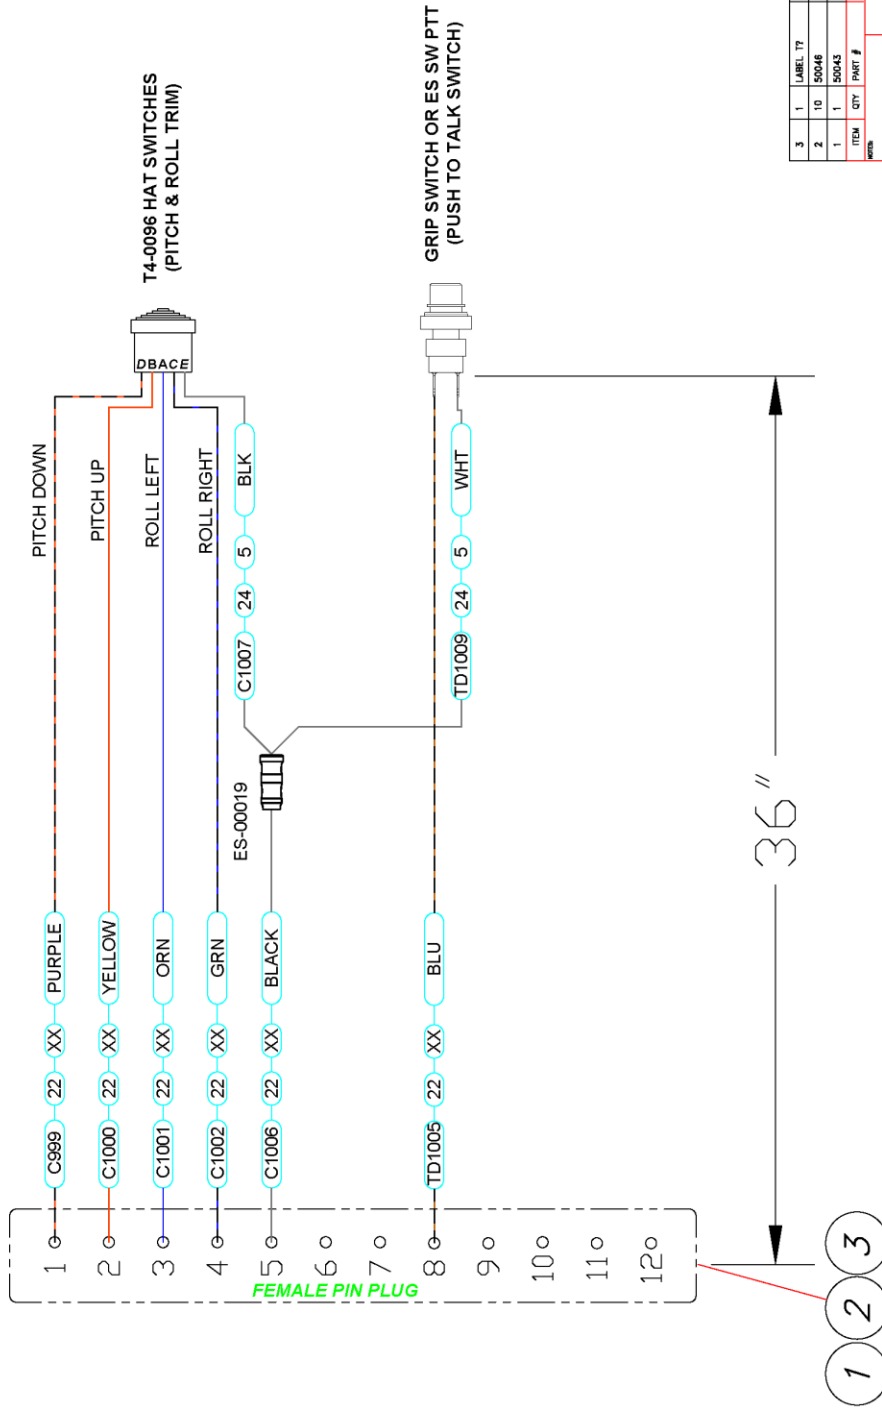 T4-0096 HAT SWITCHES
(PITCH & ROLL TRIM)
GRIP SWITCH OR ES SW PTT
(PUSH TO TALK SWITCH)
DBACE
PITCH DOWN
PITCH UP
ROLL LEFT
ROLL RIGHT
C1007 24 5 BLK
TD1009 24 5 WHT
ES-00019
C999 22 XX PURPLE
C1000 22 XX YELLOW
C1001 22 XX ORN
C1002 22 XX GRN
C1006 22 XX BLACK
TD1005 22 XX BLU
1
2
3
4
5
6
7
8
9
10
11
12
FEMALE PIN PLUG
36"
1 2 3
3 1 LABEL T?
2 10 50046
1 1 50043
ITEM QTY PART #
NOTES: